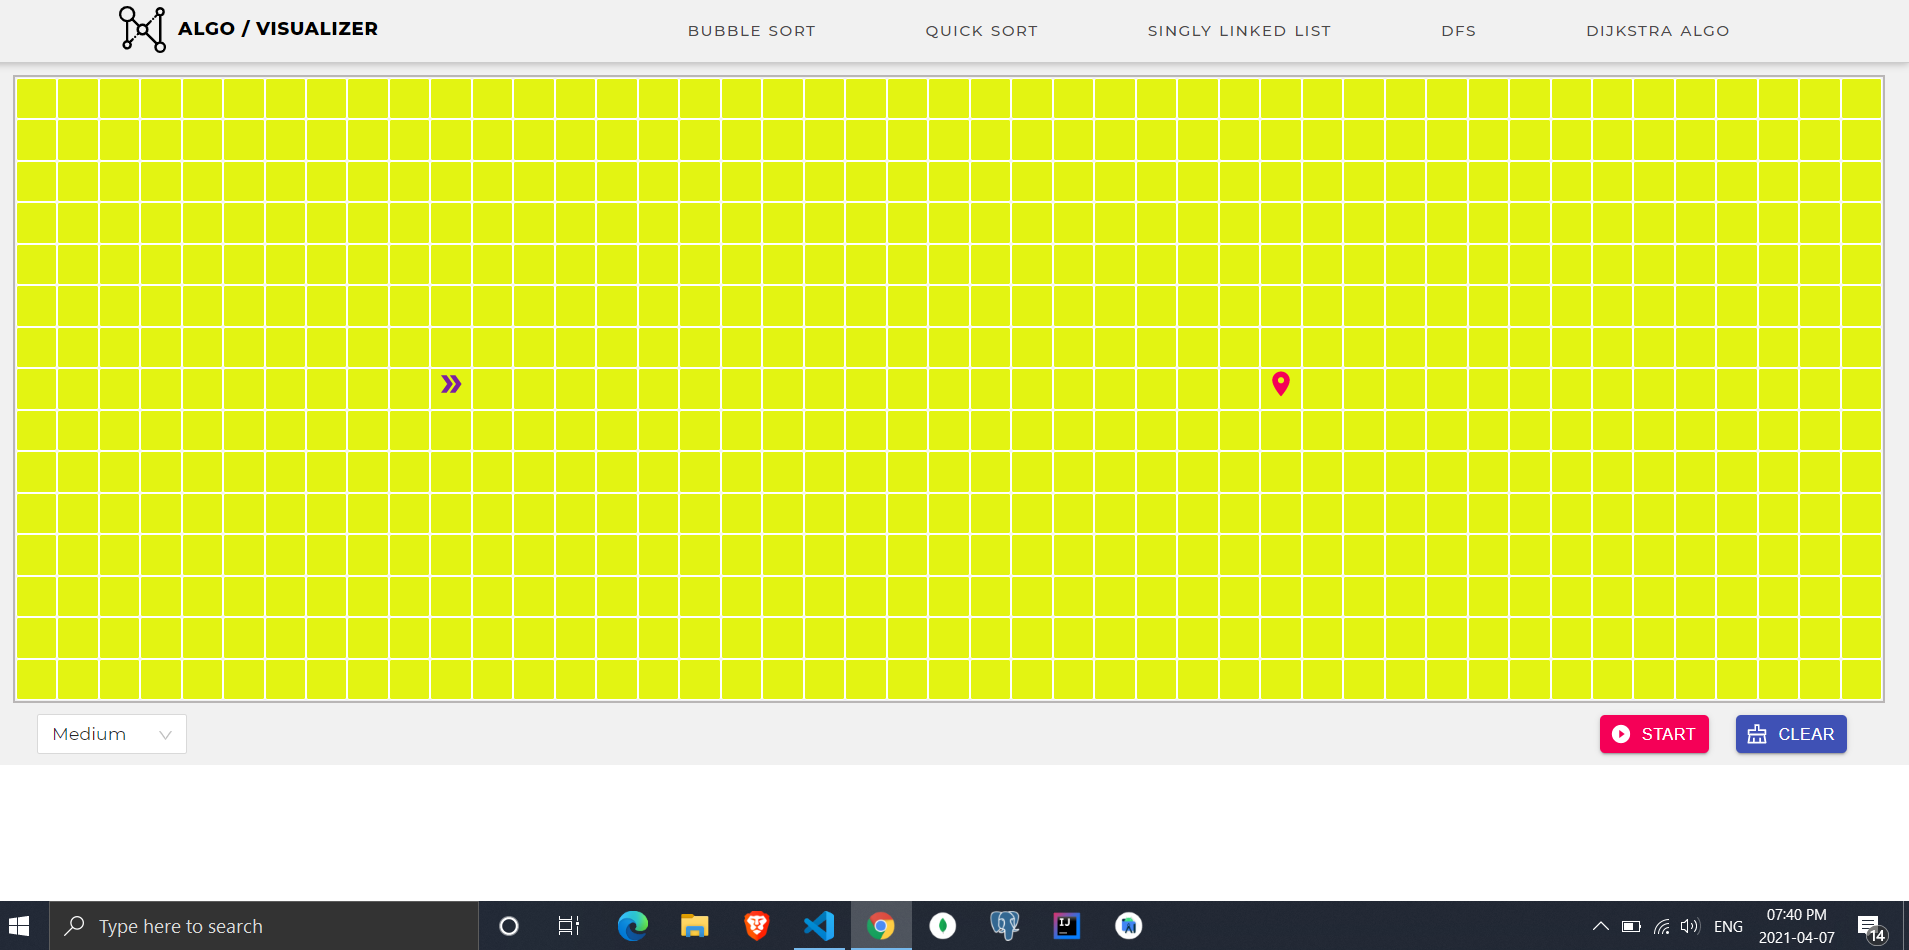 ALGO / VISUALIZER
BUBBLE SORT
QUICK SORT
SINGLY LINKED LIST
DFS
DIJKSTRA ALGO
Medium
START
CLEAR
Type here to search
IJ
ENG
07:40 PM
2021-04-07
14